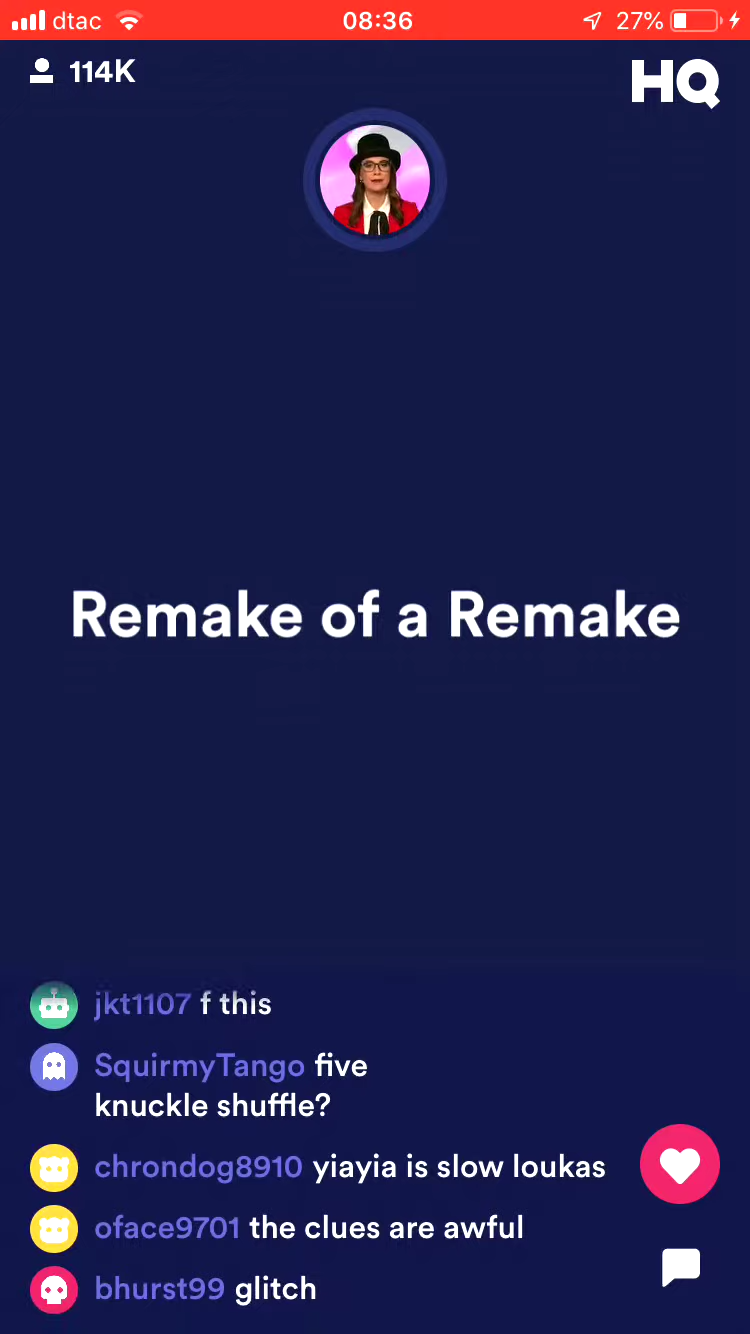 dtac 08:36 27%
114K HQ
Remake of a Remake
jkt1107 f this
SquirmyTango five
knuckle shuffle?
chrondog8910 yiayia is slow loukas
oface9701 the clues are awful
bhurst99 glitch